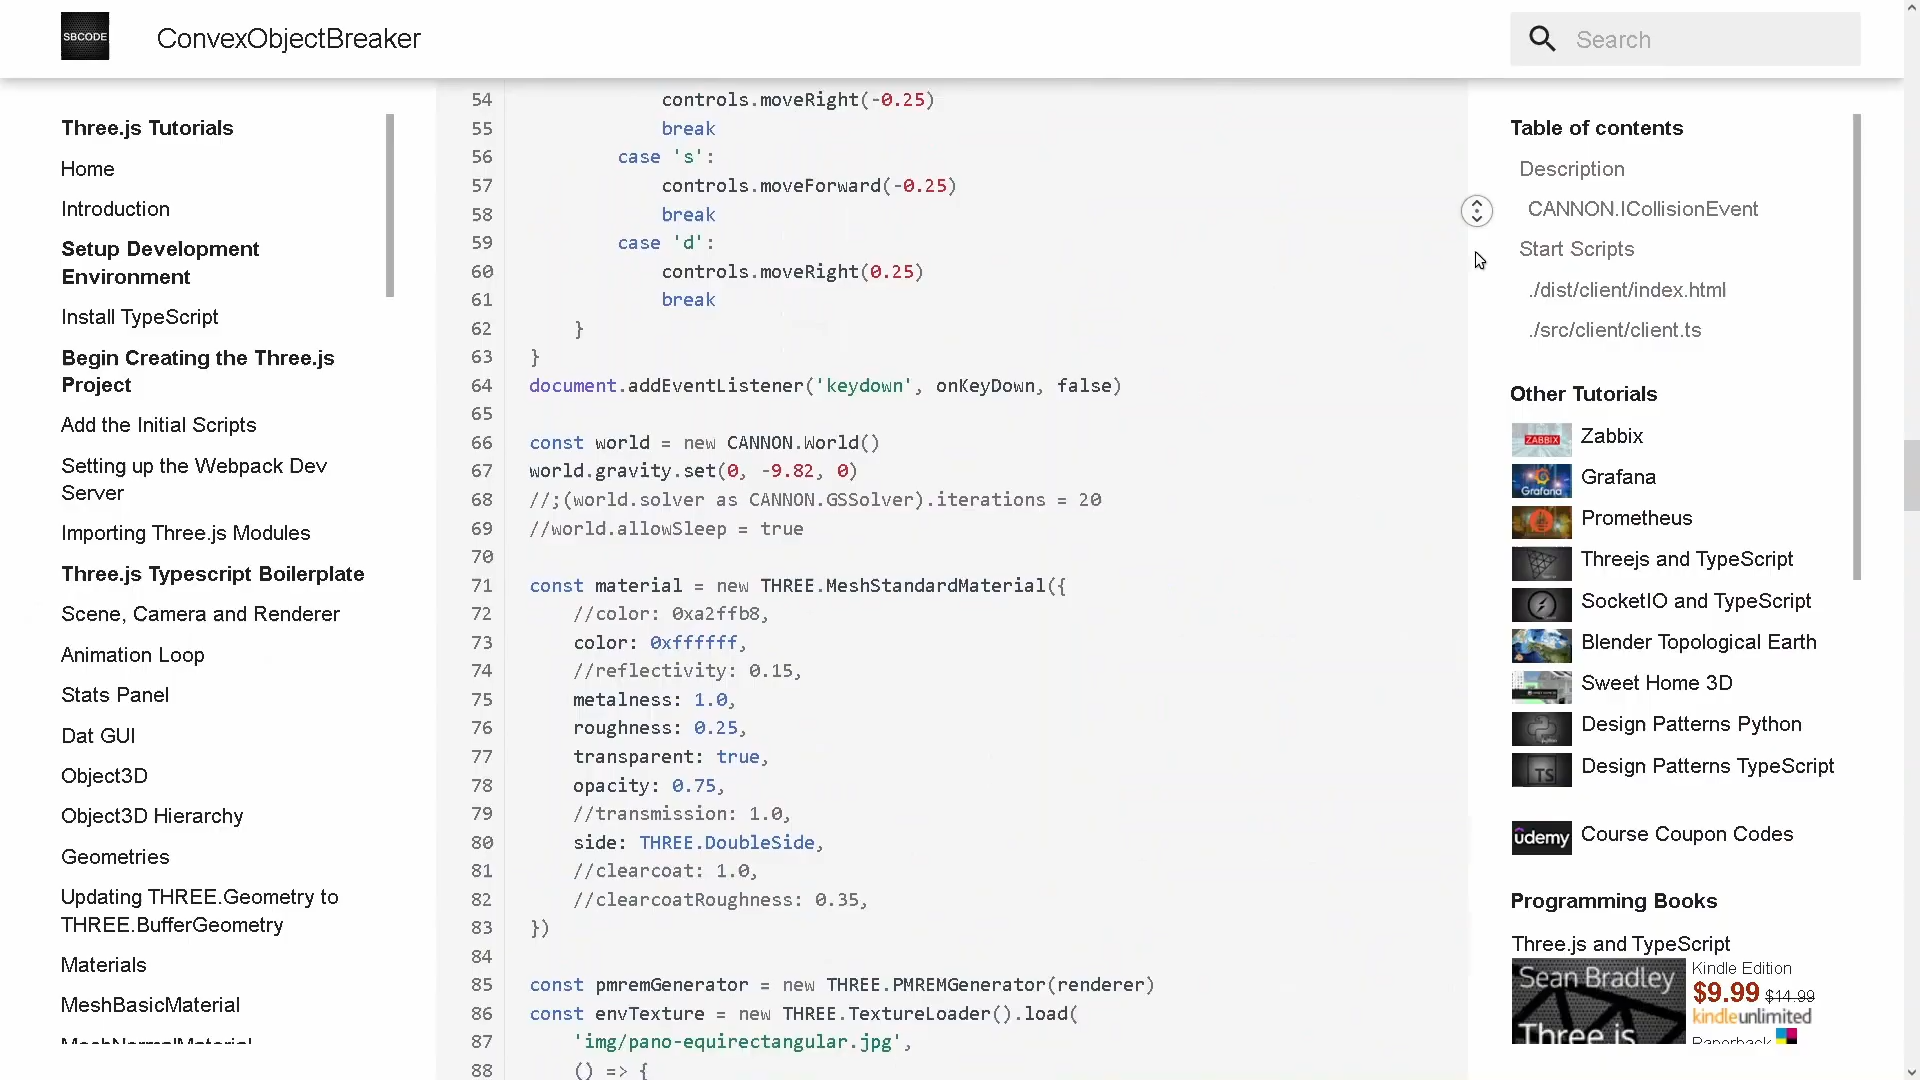 SBCODE
ConvexObjectBreaker
Search
Three.js Tutorials
Home
Introduction
Setup Development
Environment
Install TypeScript
Begin Creating the Three.js
Project
Add the Initial Scripts
Setting up the Webpack Dev
Server
Importing Three.js Modules
Three.js Typescript Boilerplate
Scene, Camera and Renderer
Animation Loop
Stats Panel
Dat GUI
Object3D
Object3D Hierarchy
Geometries
Updating THREE.Geometry to
THREE.BufferGeometry
Materials
MeshBasicMaterial
MeshNormalMaterial
54 controls.moveRight(-0.25)
55 break
56 case 's':
57 controls.moveForward(-0.25)
58 break
59 case 'd':
60 controls.moveRight(0.25)
61 break
62 }
63 }
64 document.addEventListener('keydown', onKeyDown, false)
65
66 const world = new CANNON.World()
67 world.gravity.set(0, -9.82, 0)
68 //;(world.solver as CANNON.GSSolver).iterations = 20
69 //world.allowSleep = true
70
71 const material = new THREE.MeshStandardMaterial({
72 //color: 0xa2ffb8,
73 color: 0xffffff,
74 //reflectivity: 0.15,
75 metalness: 1.0,
76 roughness: 0.25,
77 transparent: true,
78 opacity: 0.75,
79 //transmission: 1.0,
80 side: THREE.DoubleSide,
81 //clearcoat: 1.0,
82 //clearcoatRoughness: 0.35,
83 })
84
85 const pmremGenerator = new THREE.PMREMGenerator(renderer)
86 const envTexture = new THREE.TextureLoader().load(
87 'img/pano-equirectangular.jpg',
88 () => {
Table of contents
Description
CANNON.ICollisionEvent
Start Scripts
./dist/client/index.html
./src/client/client.ts
Other Tutorials
ZABBIX Zabbix
Grafana Grafana
Prometheus
Threejs and TypeScript
SocketIO and TypeScript
Blender Topological Earth
Sweet Home 3D
Design Patterns Python
TS Design Patterns TypeScript
udemy Course Coupon Codes
Programming Books
Three.js and TypeScript
Sean Bradley
Three.js
Kindle Edition
$9.99 $14.99
kindleunlimited
Paperback